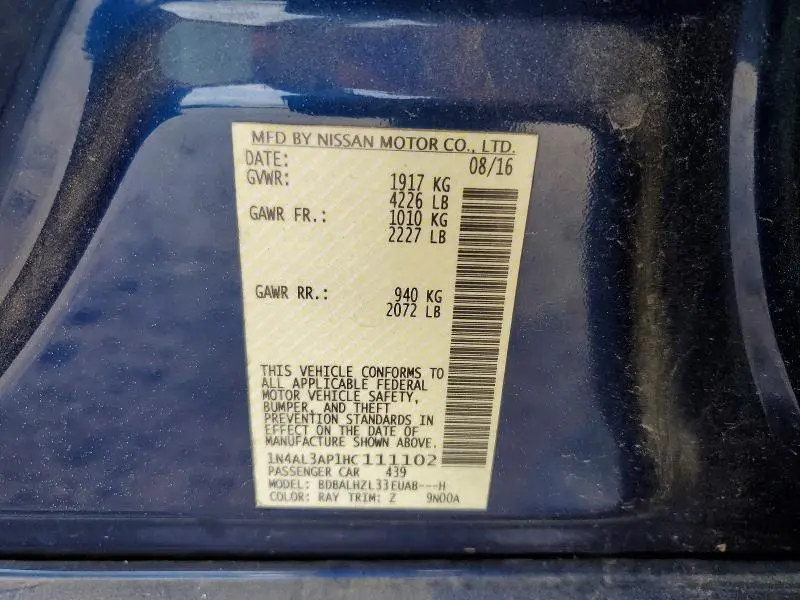 MFD BY NISSAN MOTOR CO., LTD.
DATE: 08/16
GVWR: 1917 KG
4226 LB
GAWR FR.: 1010 KG
2227 LB
GAWR RR.: 940 KG
2072 LB
THIS VEHICLE CONFORMS TO
ALL APPLICABLE FEDERAL
MOTOR VEHICLE SAFETY,
BUMPER, AND THEFT
PREVENTION STANDARDS IN
EFFECT ON THE DATE OF
MANUFACTURE SHOWN ABOVE.
1N4AL3AP1HC111102
PASSENGER CAR 439
MODEL: BDBALHZL33EUAB---H
COLOR: RAY TRIM: Z 9N00A